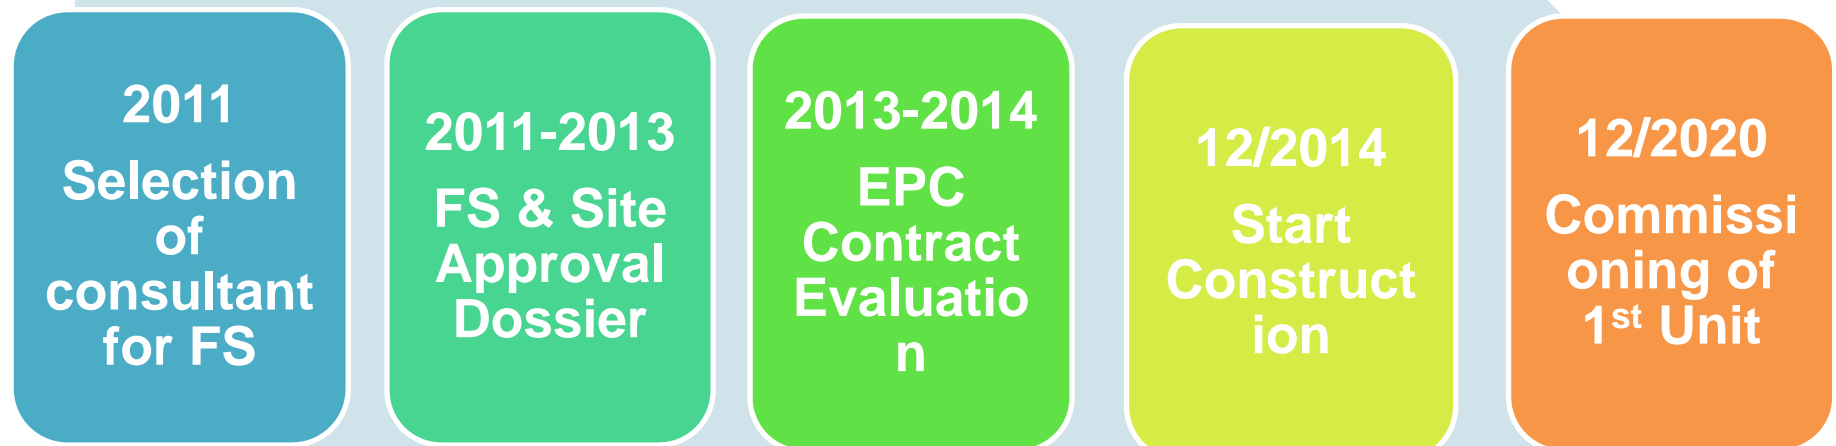 2011
Selection
of
consultant
for FS
2011-2013
FS & Site
Approval
Dossier
2013-2014
EPC
Contract
Evaluatio
n
12/2014
Start
Construct
ion
12/2020
Commissi
oning of
1st Unit